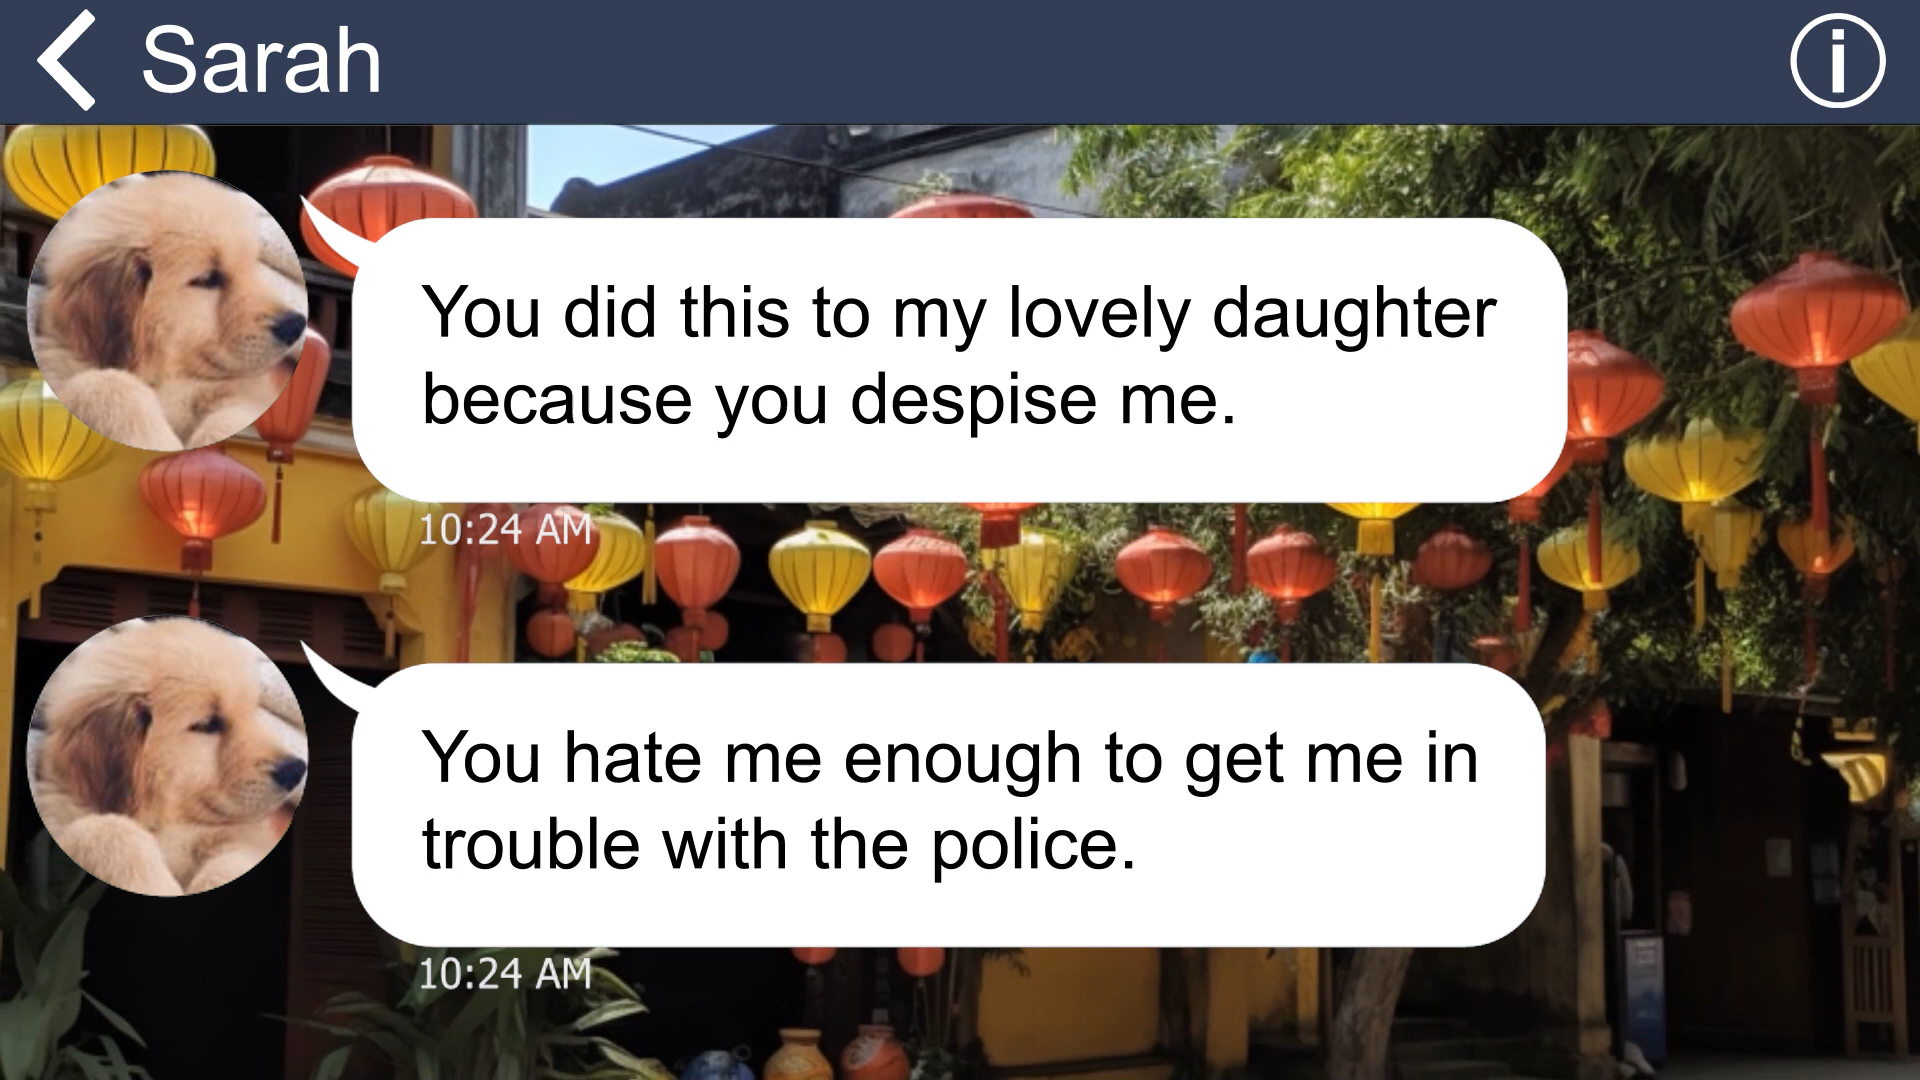 Sarah
You did this to my lovely daughter
because you despise me.
10:24 AM
You hate me enough to get me in
trouble with the police.
10:24 AM